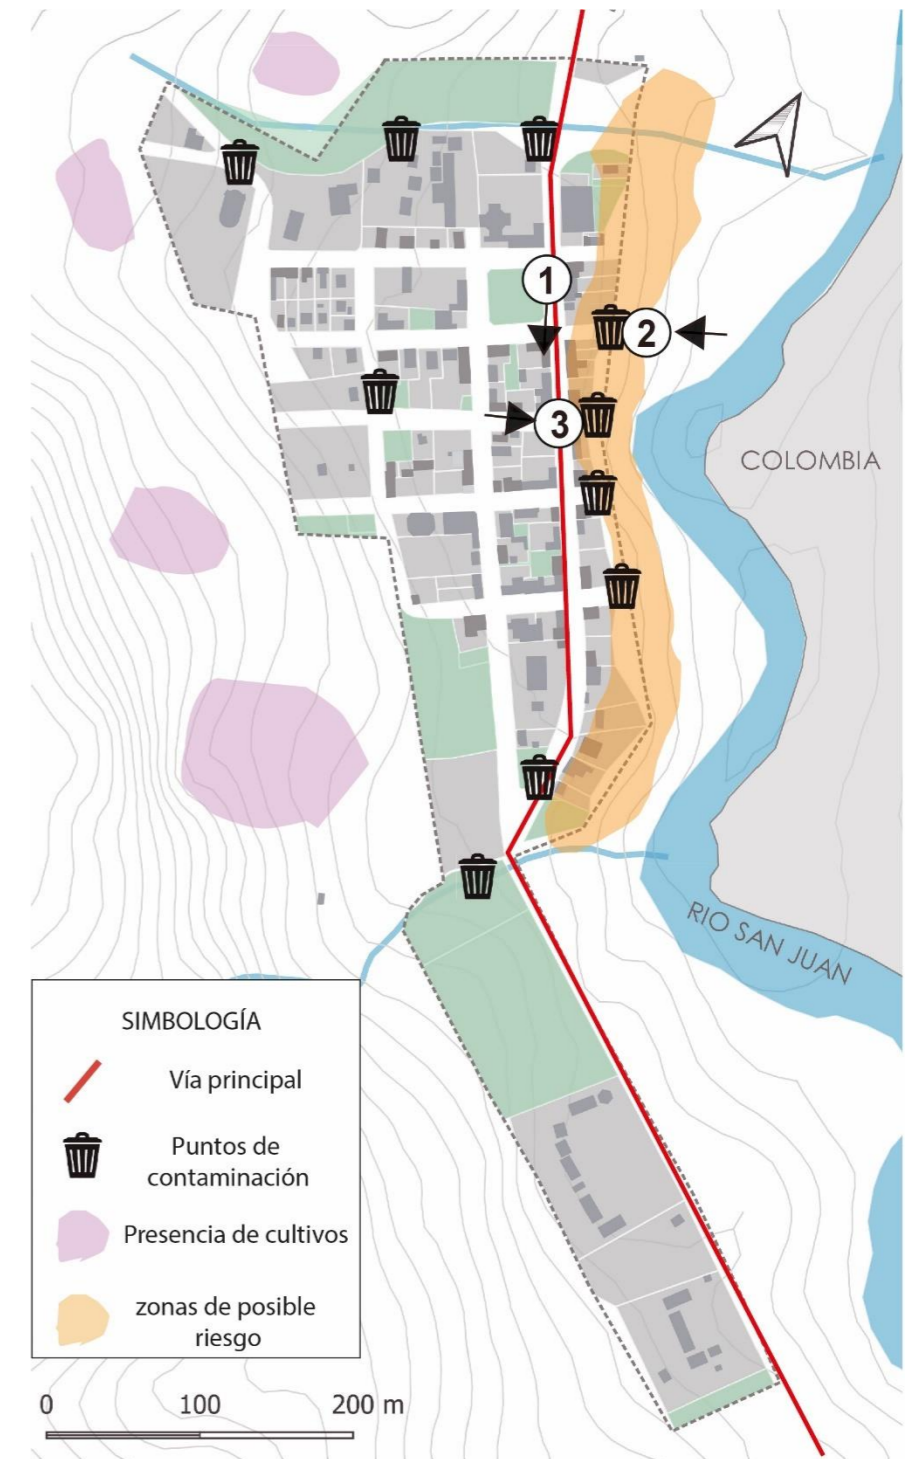 1
2
3
COLOMBIA
RIO SAN JUAN
SIMBOLOGÍA
Vía principal
Puntos de
contaminación
Presencia de cultivos
zonas de posible
riesgo
0 100 200 m